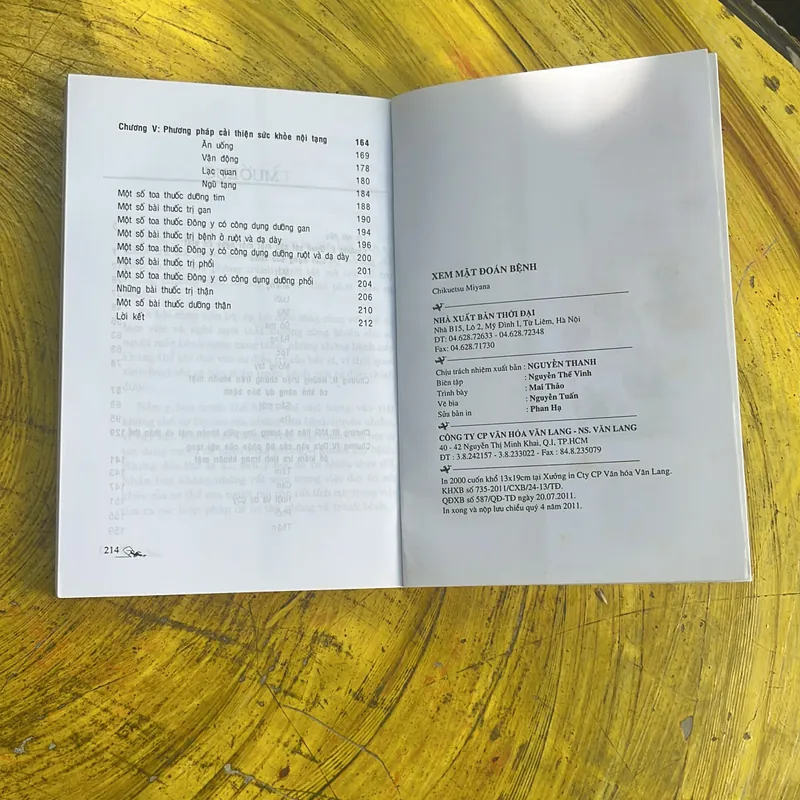 Chương V: Phương pháp cải thiện sức khỏe nội tạng 164
Ăn uống 169
Vận động 178
Lạc quan 180
Ngũ tạng 184
Một số toa thuốc dưỡng tim 188
Một số bài thuốc trị gan 190
Một số toa thuốc Đông y có công dụng dưỡng gan 194
Một số bài thuốc trị bệnh ở ruột và dạ dày 196
Một số toa thuốc Đông y có công dụng dưỡng ruột và dạ dày 200
Một số bài thuốc trị phổi 201
Một số toa thuốc Đông y có công dụng dưỡng phổi 204
Những bài thuốc trị thận 206
Một số bài thuốc dưỡng thận 210
Lời kết 212
214
XEM MẶT ĐOÁN BỆNH
Chikuetsu Miyana
NHÀ XUẤT BẢN THỜI ĐẠI
Nhà B15, Lô 2, Mỹ Đình 1, Từ Liêm, Hà Nội
ĐT: 04.628.72633 - 04.628.72348
Fax: 04.628.71730
Chịu trách nhiệm xuất bản : NGUYỄN THANH
Biên tập : Nguyễn Thế Vinh
Trình bày : Mai Thảo
Vẽ bìa : Nguyễn Tuấn
Sửa bản in : Phan Hạ
CÔNG TY CP VĂN HÓA VĂN LANG - NS. VĂN LANG
40 - 42 Nguyễn Thị Minh Khai, Q.1, TP.HCM
ĐT : 3.8.242157 - 3.8.233022 - Fax: 84.8.235079
In 2000 cuốn khổ 13x19cm tại Xưởng in Cty CP Văn hóa Văn Lang.
KHXB số 735-2011/CXB/24-13/TĐ.
QĐXB số 587/QĐ-TĐ ngày 20.07.2011.
In xong và nộp lưu chiểu quý 4 năm 2011.